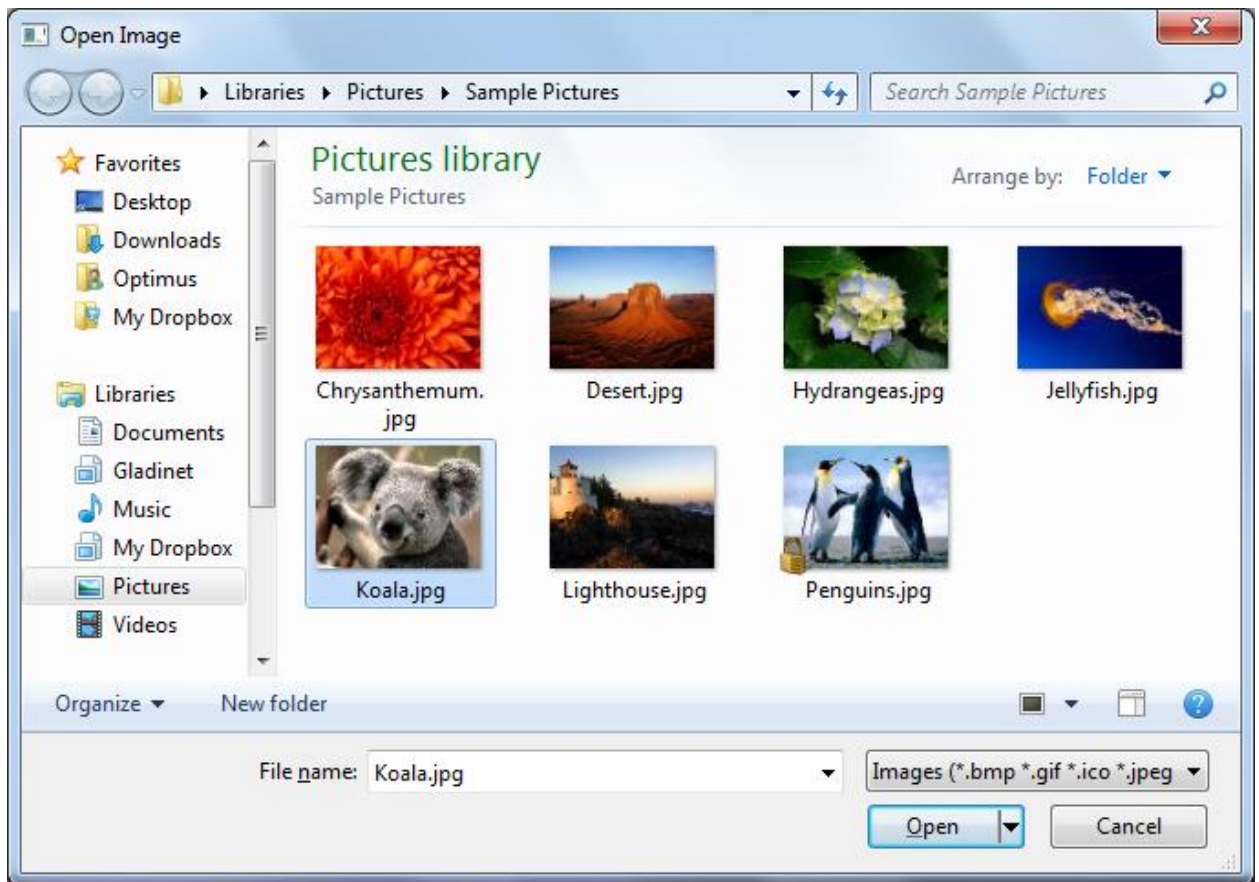 Open Image
Libraries Pictures Sample Pictures
Search Sample Pictures
Favorites
Desktop
Downloads
Optimus
My Dropbox
Libraries
Documents
Gladinet
Music
My Dropbox
Pictures
Videos
Pictures library
Sample Pictures
Arrange by: Folder
Chrysanthemum.
jpg
Desert.jpg
Hydrangeas.jpg
Jellyfish.jpg
Koala.jpg
Lighthouse.jpg
Penguins.jpg
Organize New folder
File name: Koala.jpg
Images (*.bmp *.gif *.ico *.jpeg
Open Cancel